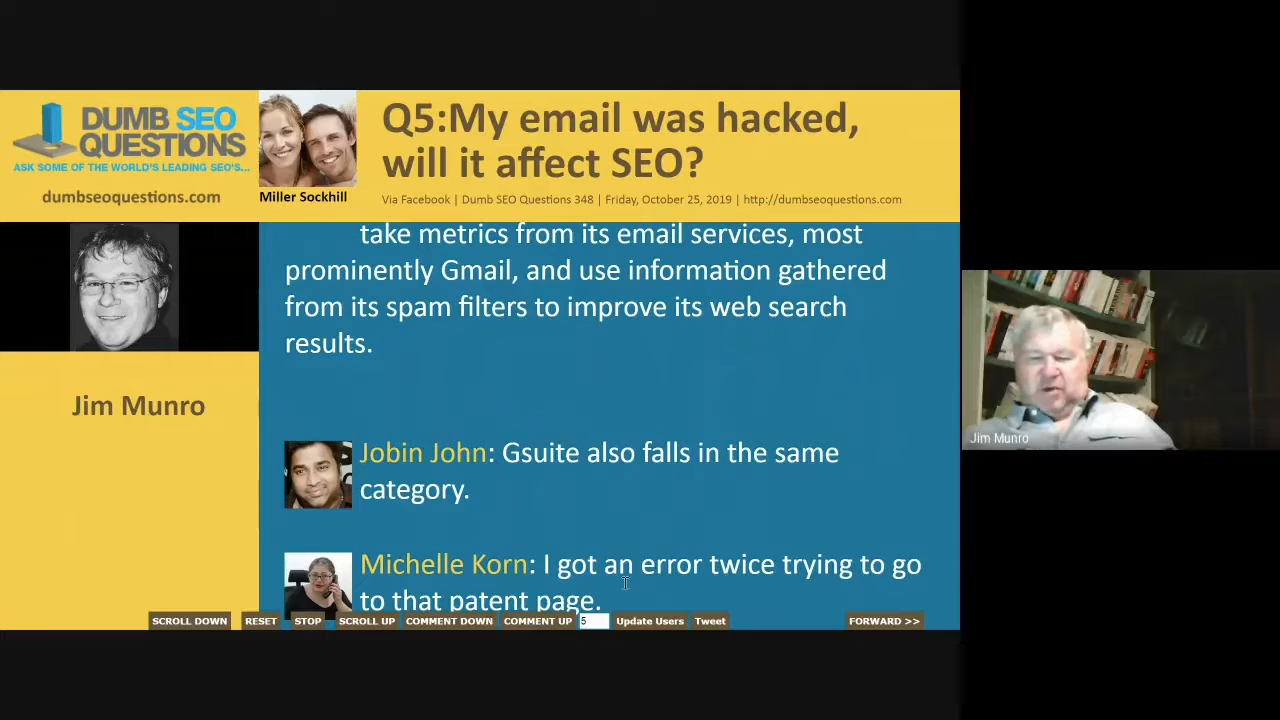 DUMB SEO
QUESTIONS
ASK SOME OF THE WORLD'S LEADING SEO'S...
dumbseoquestions.com
Miller Sockhill
Q5:My email was hacked,
will it affect SEO?
Via Facebook | Dumb SEO Questions 348 | Friday, October 25, 2019 | http://dumbseoquestions.com
Jim Munro
take metrics from its email services, most
prominently Gmail, and use information gathered
from its spam filters to improve its web search
results.
Jobin John: Gsuite also falls in the same
category.
Michelle Korn: I got an error twice trying to go
to that patent page.
SCROLL DOWN RESET STOP SCROLL UP COMMENT DOWN COMMENT UP 5 Update Users Tweet FORWARD >>
Jim Munro